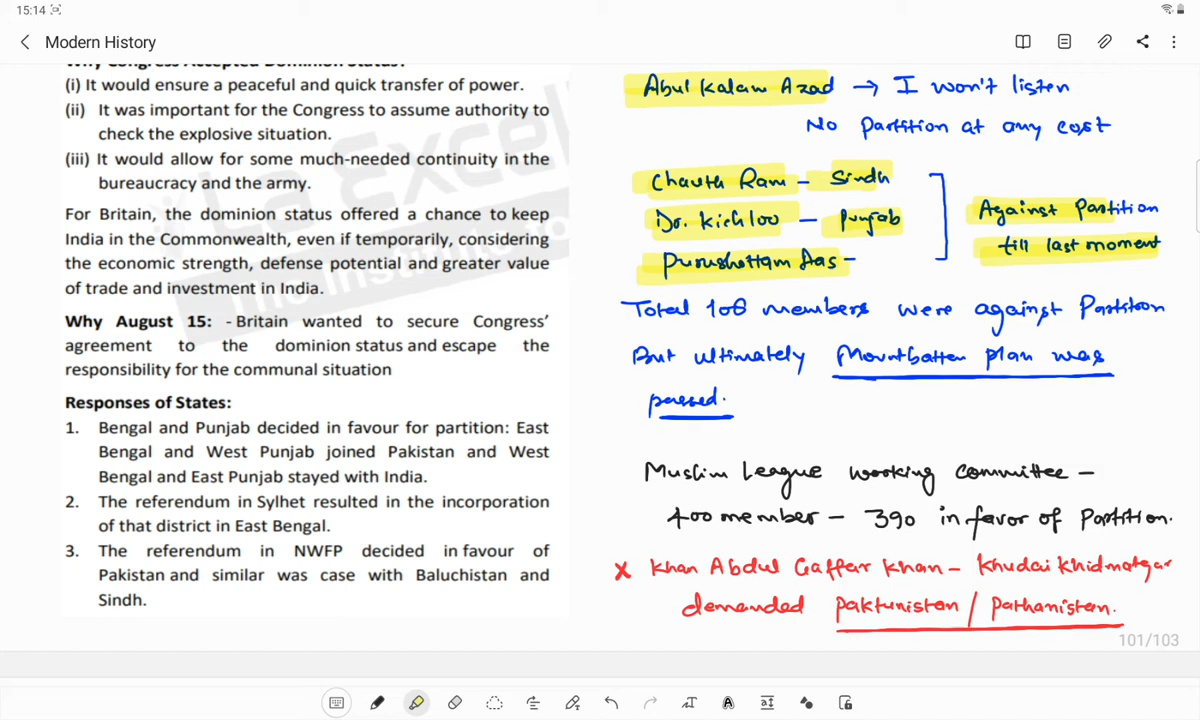 15:14
Modern History
Why Congress Accepted Dominion Status?
(i) It would ensure a peaceful and quick transfer of power.
(ii) It was important for the Congress to assume authority to
check the explosive situation.
(iii) It would allow for some much-needed continuity in the
bureaucracy and the army.
For Britain, the dominion status offered a chance to keep
India in the Commonwealth, even if temporarily, considering
the economic strength, defense potential and greater value
of trade and investment in India.
Why August 15: - Britain wanted to secure Congress'
agreement to the dominion status and escape the
responsibility for the communal situation
Responses of States:
1. Bengal and Punjab decided in favour for partition: East
Bengal and West Punjab joined Pakistan and West
Bengal and East Punjab stayed with India.
2. The referendum in Sylhet resulted in the incorporation
of that district in East Bengal.
3. The referendum in NWFP decided in favour of
Pakistan and similar was case with Baluchistan and
Sindh.
La Excel
Abul Kalam Azad → I won't listen
No Partition at any cost
Ram - Sindh
Dr. Kichloo - Punjab
Purushottam Das -
Against Partition
till last moment
Total members were against Partition
But ultimately Mountbatten plan was
passed.
Muslim League working committee -
400 member - 390 in favor of Partition.
x Khan Abdul Gaffar Khan - Khudai Khidmatgar
demanded Paktunistan / Pathanistan.
101/103